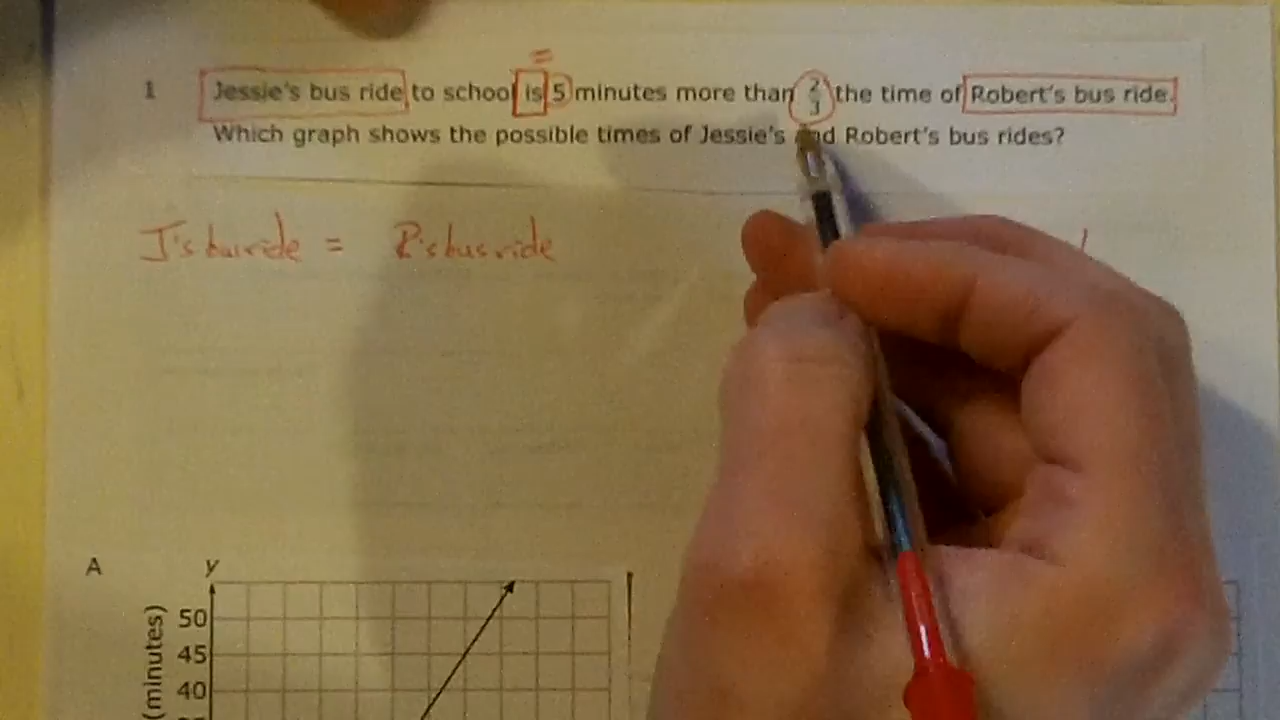 =
1 Jessie's bus ride to school is 5 minutes more than 2/3 the time of Robert's bus ride.
Which graph shows the possible times of Jessie's and Robert's bus rides?
J's bus ride = R's bus ride
A
y
50
45
40
(minutes)